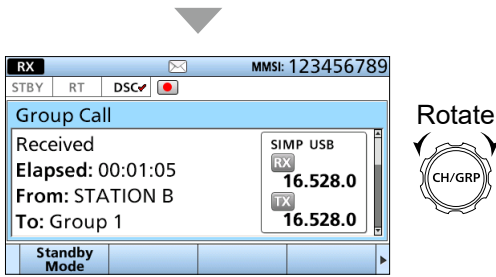 RX MMSI: 123456789
STBY RT DSC
Group Call
Received
Elapsed: 00:01:05
From: STATION B
To: Group 1
SIMP USB
RX
16.528.0
TX
16.528.0
Standby
Mode
Rotate
CH/GRP